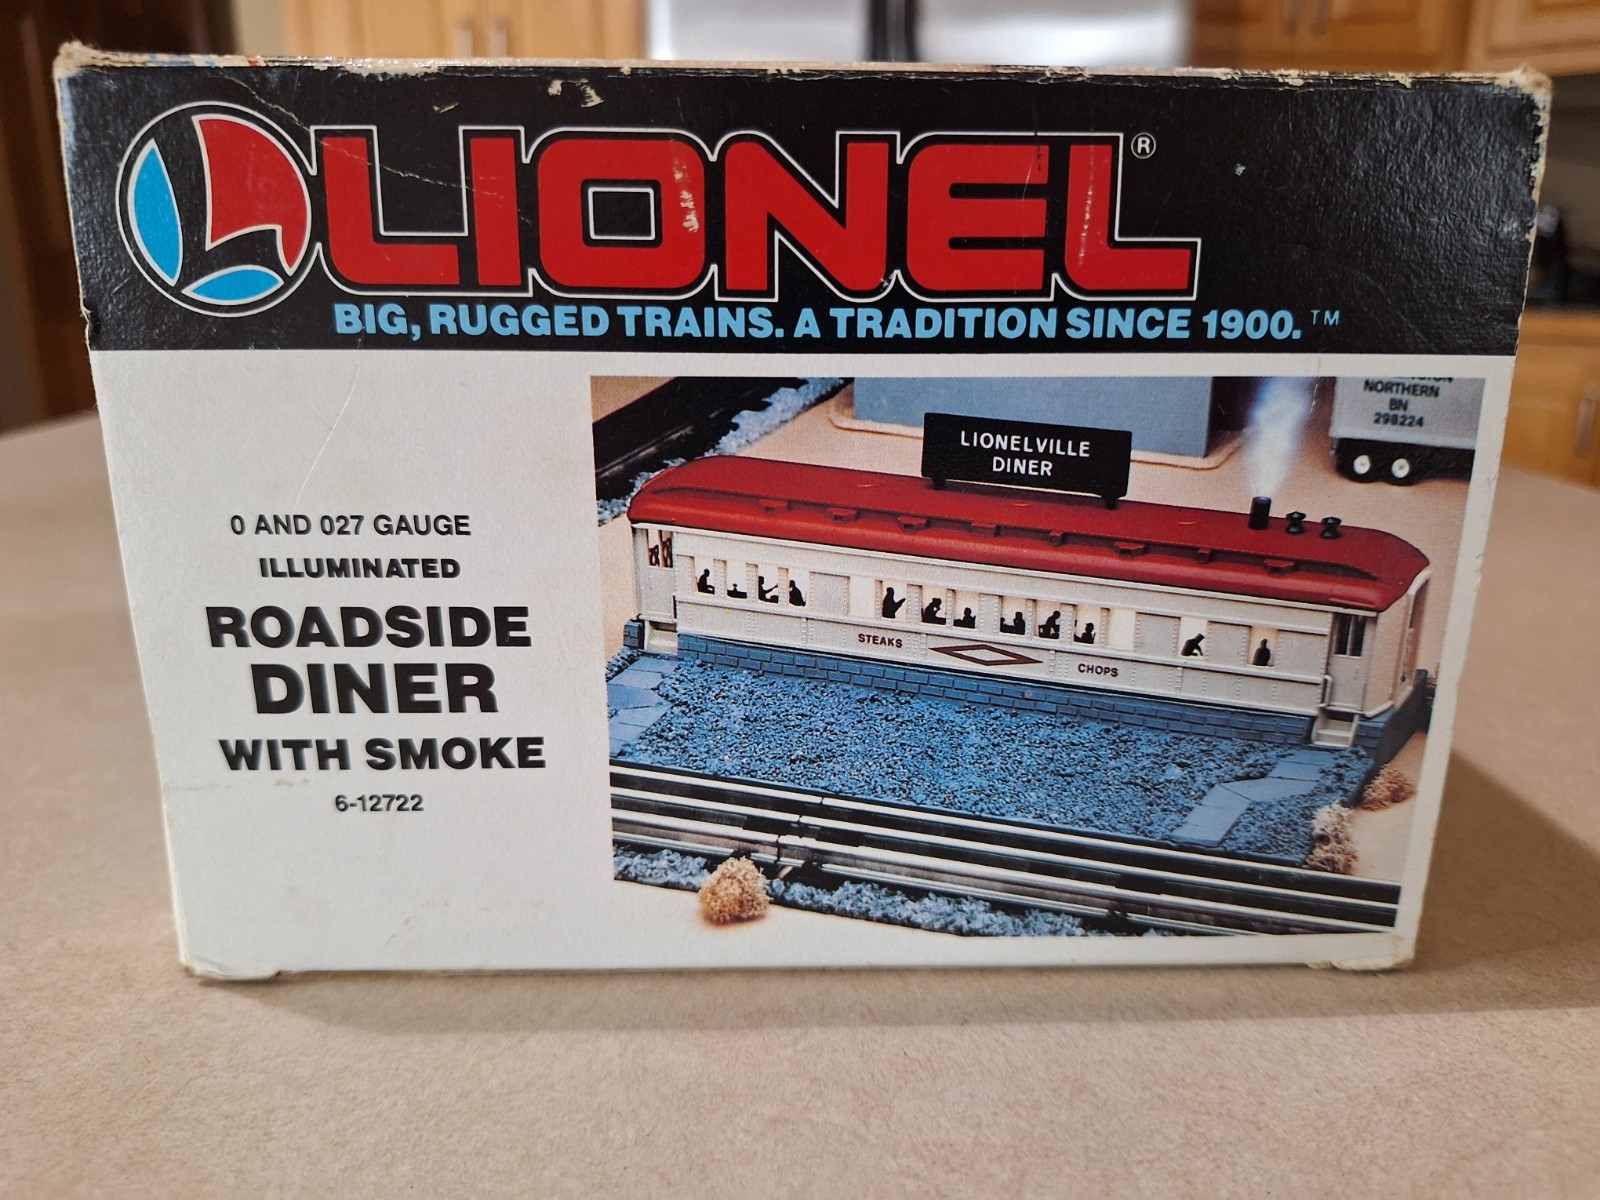 LIONEL®
BIG, RUGGED TRAINS. A TRADITION SINCE 1900.™
O AND 027 GAUGE
ILLUMINATED
ROADSIDE
DINER
WITH SMOKE
6-12722
LIONELVILLE
DINER
STEAKS
CHOPS
NORTHERN
BN
298224